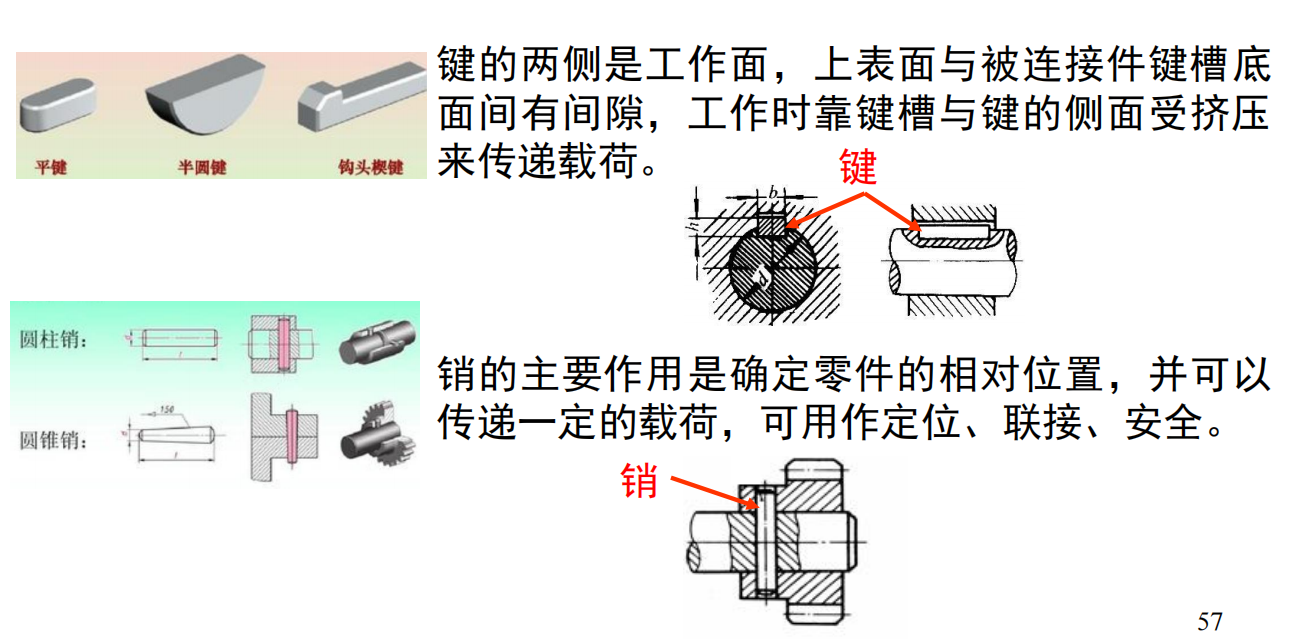 键的两侧是工作面，上表面与被连接件键槽底
面间有间隙，工作时靠键槽与键的侧面受挤压
来传递载荷。
平键
半圆键
钩头楔键
键
b
h
d
圆柱销：
l
圆锥销：
1:50
l
销的主要作用是确定零件的相对位置，并可以
传递一定的载荷，可用作定位、联接、安全。
销
57